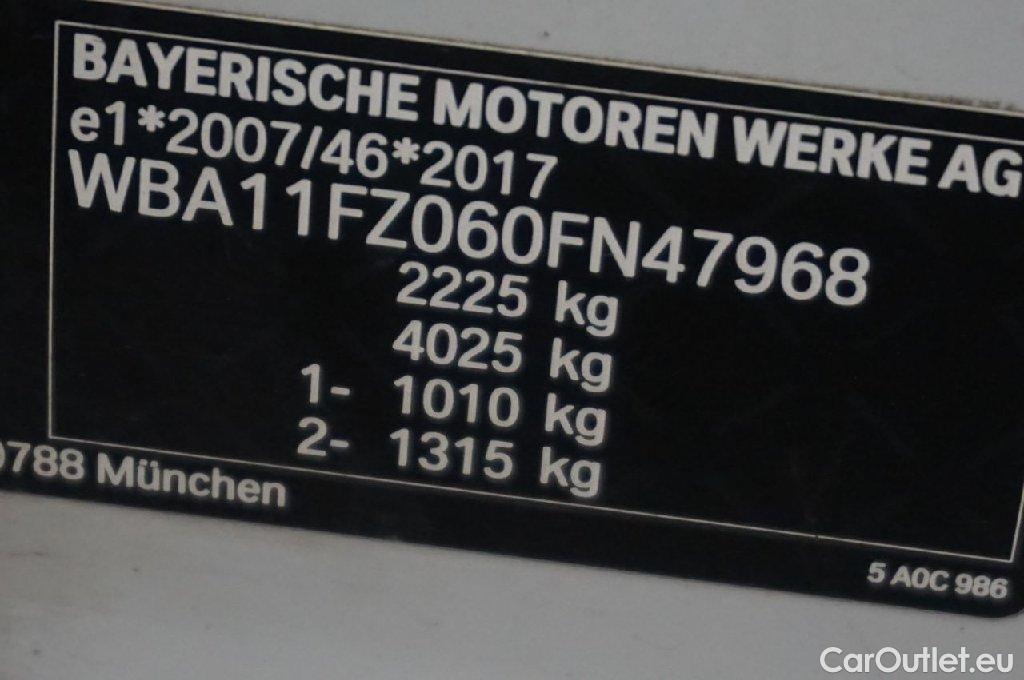 BAYERISCHE MOTOREN WERKE AG
e1*2007/46*2017
WBA11FZ060FN47968
2225 kg
4025 kg
1- 1010 kg
2- 1315 kg
0788 München
5 A0C 986
CarOutlet.eu